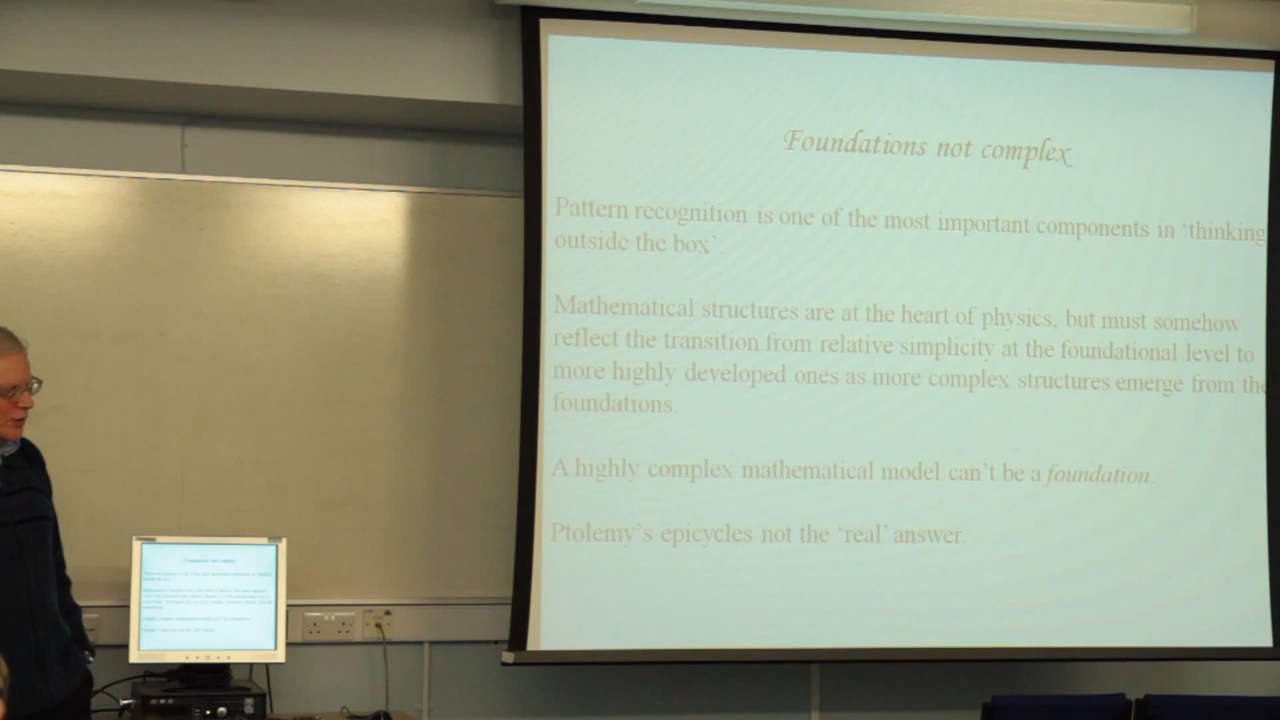 Foundations not complex
Pattern recognition is one of the most important components in ‘thinking
outside the box’
Mathematical structures are at the heart of physics, but must somehow
reflect the transition from relative simplicity at the foundational level to
more highly developed ones as more complex structures emerge from the
foundations.
A highly complex mathematical model can’t be a foundation.
Ptolemy’s epicycles not the ‘real’ answer.